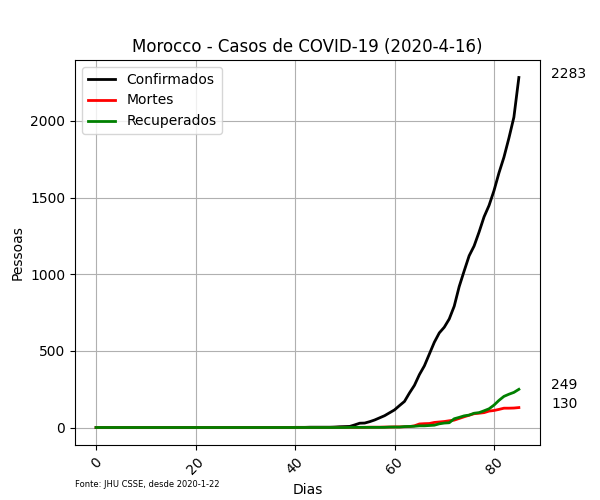 Morocco - Casos de COVID-19 (2020-4-16)
Confirmados
Mortes
Recuperados
2283
249
130
Pessoas
2000
1500
1000
500
0
0
20
40
60
80
Dias
Fonte: JHU CSSE, desde 2020-1-22